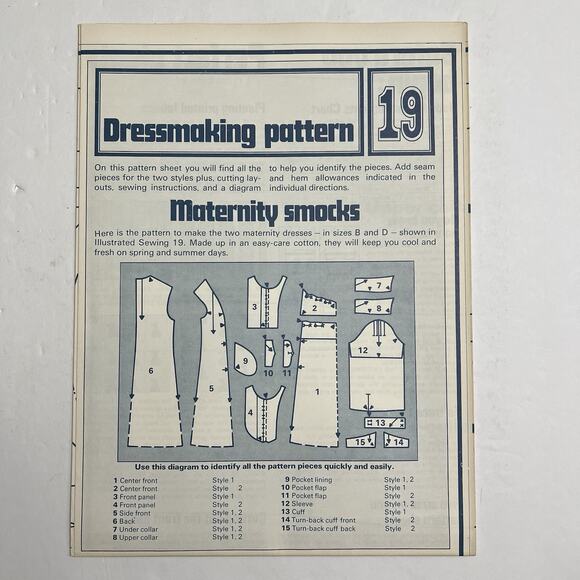 Dressmaking pattern
19
On this pattern sheet you will find all the
pieces for the two styles plus, cutting lay-
outs, sewing instructions, and a diagram
to help you identify the pieces. Add seam
and hem allowances indicated in the
individual directions.
Maternity smocks
Here is the pattern to make the two maternity dresses – in sizes B and D – shown in
Illustrated Sewing 19. Made up in an easy-care cotton, they will keep you cool and
fresh on spring and summer days.
6
5
3
2
7
8
9
10
11
4
1
12
13
15
14
Use this diagram to identify all the pattern pieces quickly and easily.
1 Center front Style 1
2 Center front Style 2
3 Front panel Style 1
4 Front panel Style 2
5 Side front Style 1, 2
6 Back Style 1, 2
7 Under collar Style 1, 2
8 Upper collar Style 1, 2
9 Pocket lining Style 1, 2
10 Pocket flap Style 1
11 Pocket flap Style 2
12 Sleeve Style 1, 2
13 Cuff Style 1
14 Turn-back cuff front Style 2
15 Turn-back cuff back Style 2